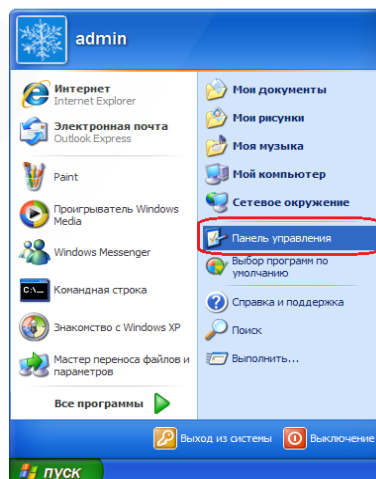 admin
Интернет
Internet Explorer
Электронная почта
Outlook Express
Paint
Проигрыватель Windows
Media
Windows Messenger
C:\_
Командная строка
Знакомство с Windows XP
Мастер переноса файлов и
параметров
Все программы
Мои документы
Мои рисунки
Моя музыка
Мой компьютер
Сетевое окружение
Панель управления
Выбор программ по
умолчанию
Справка и поддержка
Поиск
Выполнить...
Выход из системы
Выключение
пуск